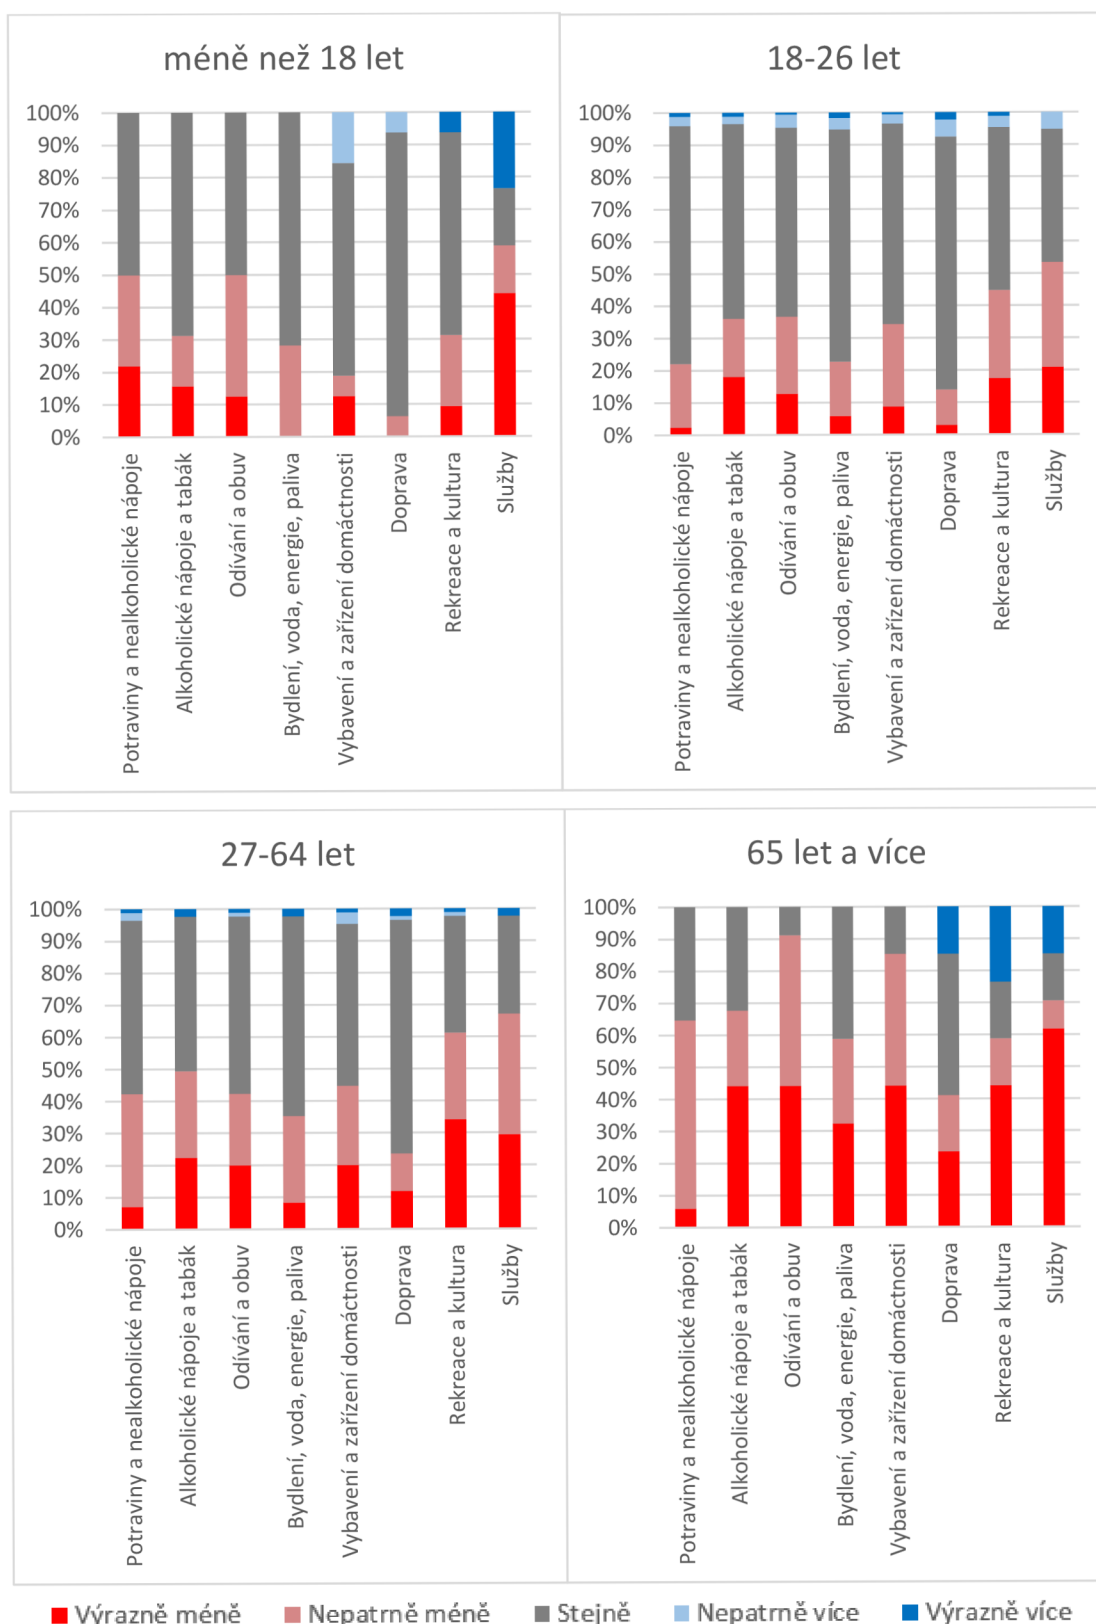 méně než 18 let
100%
90%
80%
70%
60%
50%
40%
30%
20%
10%
0%
Potraviny a nealkoholické nápoje
Alkoholické nápoje a tabák
Odívání a obuv
Bydlení, voda, energie, paliva
Vybavení a zařízení domáctnosti
Doprava
Rekreace a kultura
Služby
18-26 let
100%
90%
80%
70%
60%
50%
40%
30%
20%
10%
0%
Potraviny a nealkoholické nápoje
Alkoholické nápoje a tabák
Odívání a obuv
Bydlení, voda, energie, paliva
Vybavení a zařízení domáctnosti
Doprava
Rekreace a kultura
Služby
27-64 let
100%
90%
80%
70%
60%
50%
40%
30%
20%
10%
0%
Potraviny a nealkoholické nápoje
Alkoholické nápoje a tabák
Odívání a obuv
Bydlení, voda, energie, paliva
Vybavení a zařízení domáctnosti
Doprava
Rekreace a kultura
Služby
65 let a více
100%
90%
80%
70%
60%
50%
40%
30%
20%
10%
0%
Potraviny a nealkoholické nápoje
Alkoholické nápoje a tabák
Odívání a obuv
Bydlení, voda, energie, paliva
Vybavení a zařízení domáctnosti
Doprava
Rekreace a kultura
Služby
Výrazně méně Nepatrně méně Stejně Nepatrně více Výrazně více